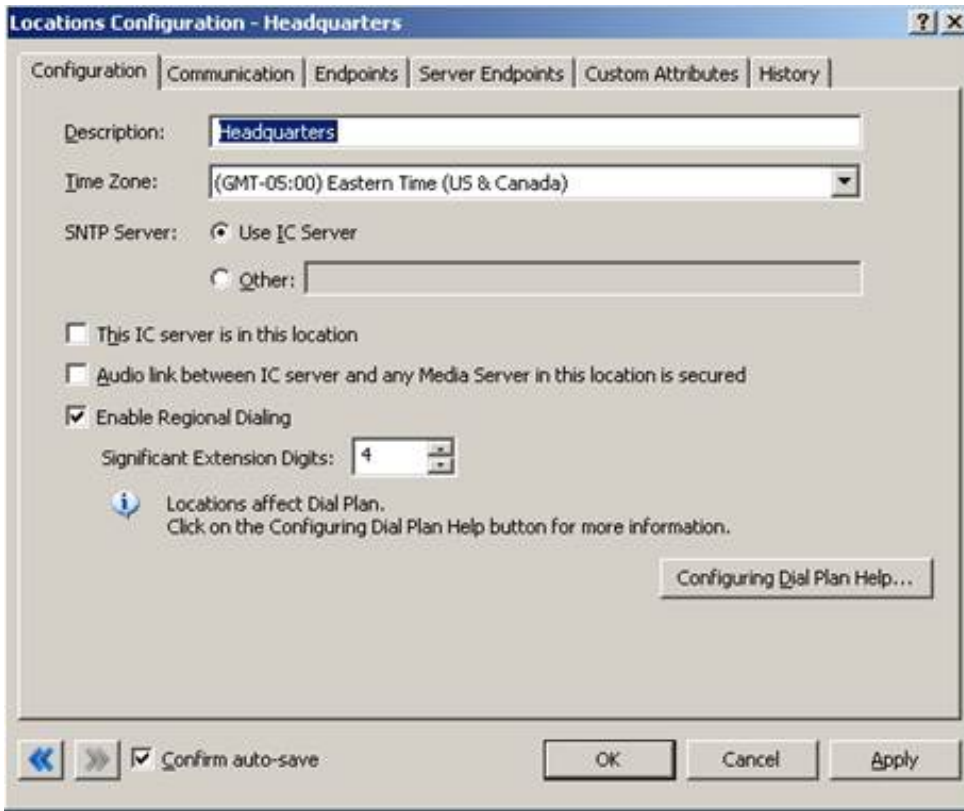 Locations Configuration - Headquarters
Configuration Communication Endpoints Server Endpoints Custom Attributes History
Description: Headquarters
Time Zone: (GMT-05:00) Eastern Time (US & Canada)
SNTP Server: Use IC Server
Other:
This IC server is in this location
Audio link between IC server and any Media Server in this location is secured
Enable Regional Dialing
Significant Extension Digits: 4
Locations affect Dial Plan.
Click on the Configuring Dial Plan Help button for more information.
Configuring Dial Plan Help...
Confirm auto-save OK Cancel Apply